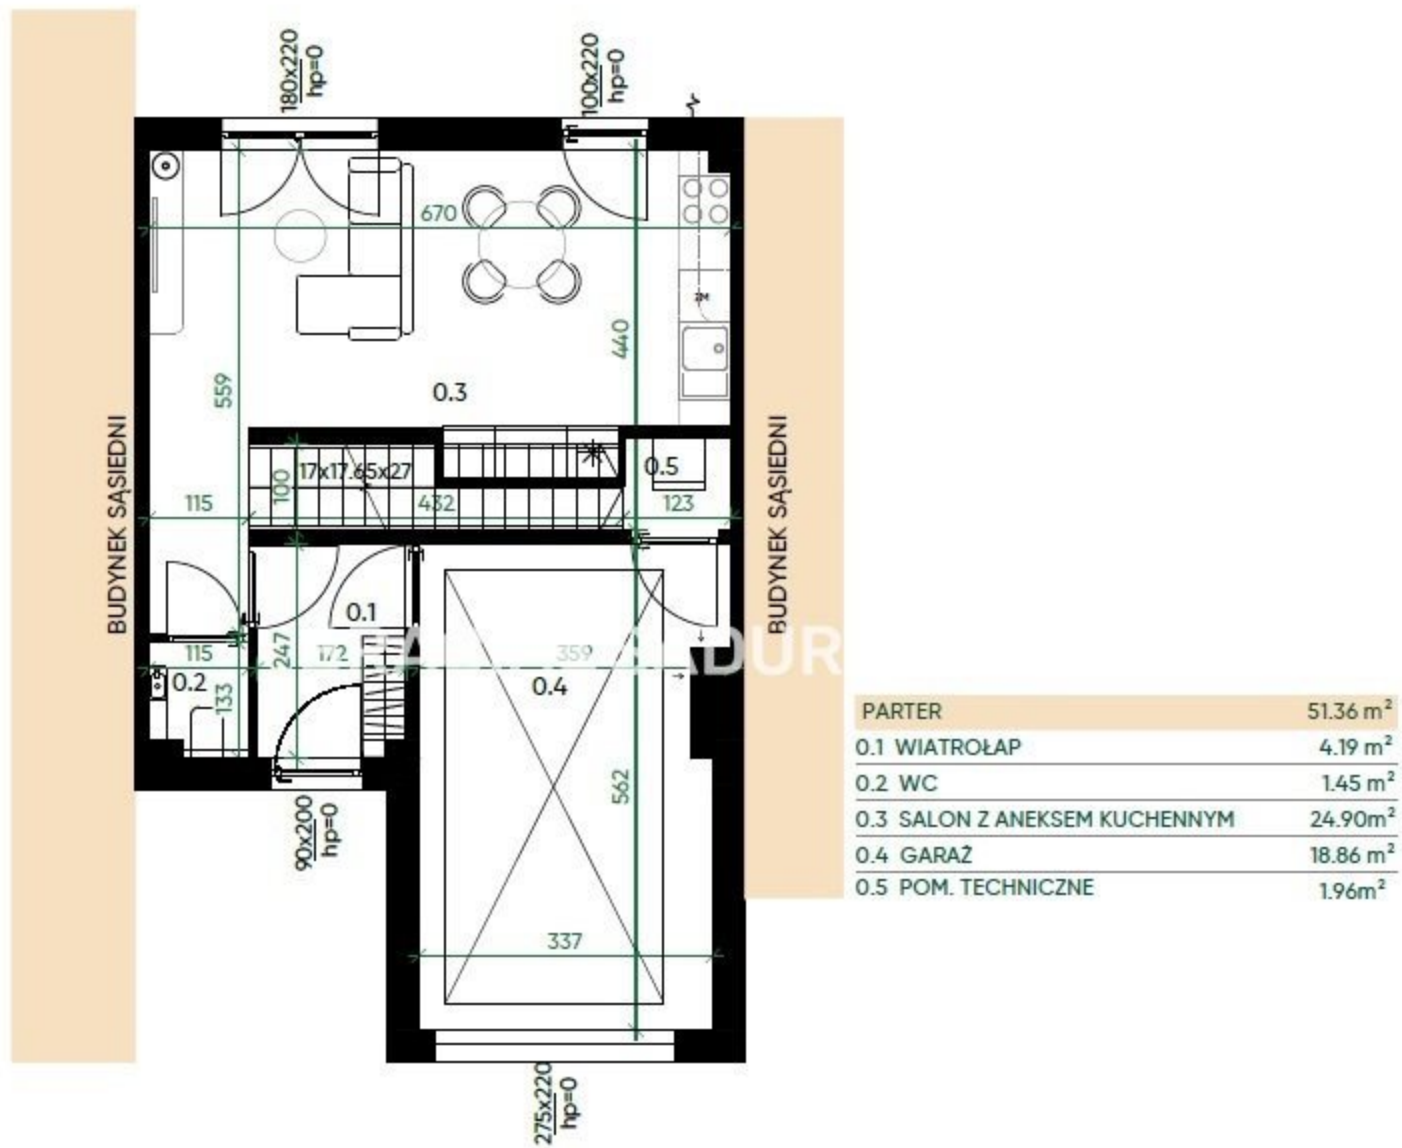 180x220
hp=0
100x220
hp=0
670
440
559
0.3
17x17.65x27
100
0.5
115
432
123
BUDYNEK SĄSIEDNI
BUDYNEK SĄSIEDNI
0.1
115
247
172
359
0.2
133
0.4
562
90x200
hp=0
337
275x220
hp=0
ZM
PARTER 51.36 m²
0.1 WIATROŁAP 4.19 m²
0.2 WC 1.45 m²
0.3 SALON Z ANEKSEM KUCHENNYM 24.90m²
0.4 GARAŻ 18.86 m²
0.5 POM. TECHNICZNE 1.96m²